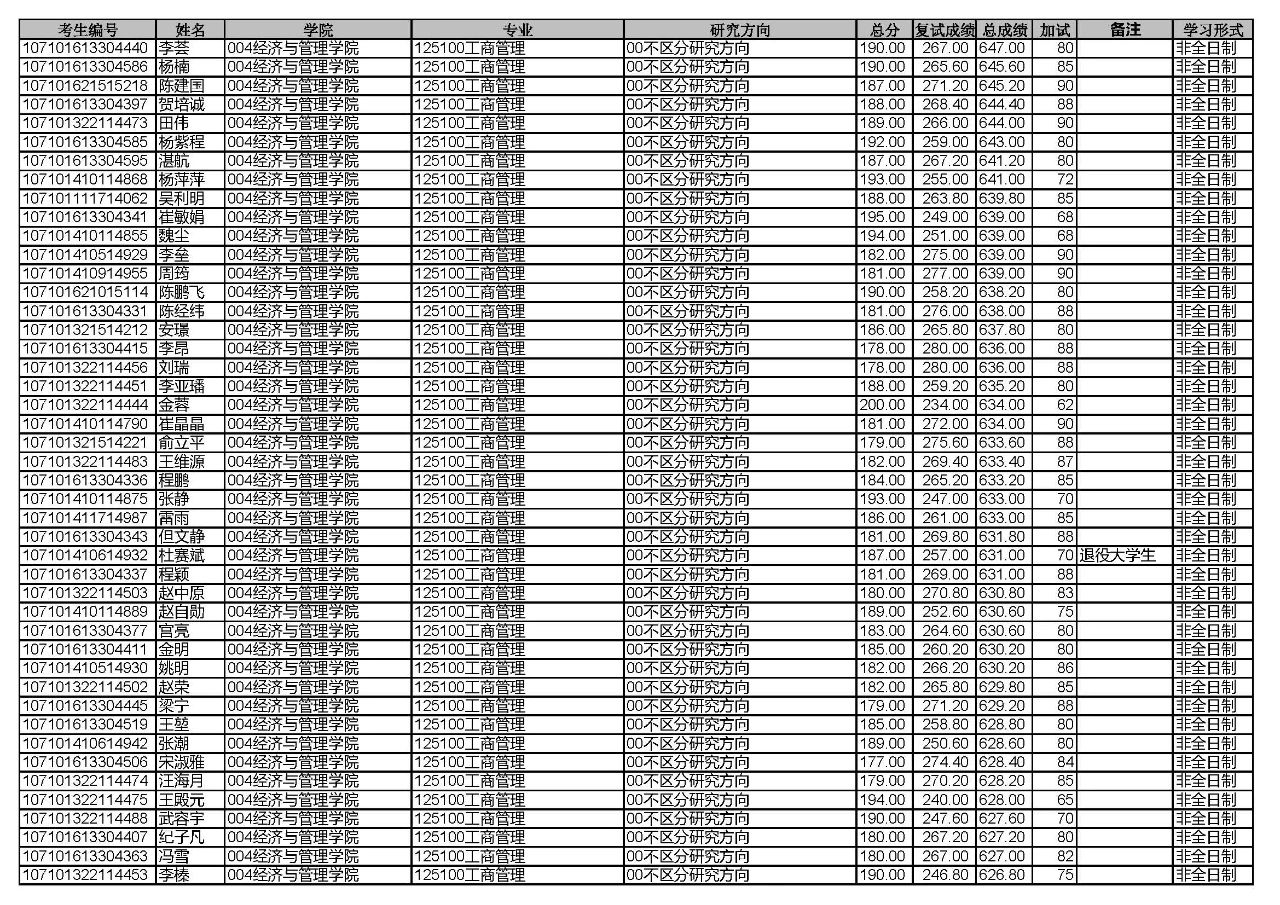 考生编号 姓名 学院 专业 研究方向 总分 复试成绩 总成绩 加试 备注 学习形式
107101613304440 李荟 004经济与管理学院 125100工商管理 00不区分研究方向 190.00 267.00 647.00 80 非全日制
107101613304586 杨楠 004经济与管理学院 125100工商管理 00不区分研究方向 190.00 265.60 645.60 85 非全日制
107101621515218 陈建国 004经济与管理学院 125100工商管理 00不区分研究方向 187.00 271.20 645.20 90 非全日制
107101613304397 贺培诚 004经济与管理学院 125100工商管理 00不区分研究方向 188.00 268.40 644.40 88 非全日制
107101322114473 田伟 004经济与管理学院 125100工商管理 00不区分研究方向 189.00 266.00 644.00 90 非全日制
107101613304585 杨紫程 004经济与管理学院 125100工商管理 00不区分研究方向 192.00 259.00 643.00 80 非全日制
107101613304595 湛航 004经济与管理学院 125100工商管理 00不区分研究方向 187.00 267.20 641.20 80 非全日制
107101410114868 杨萍萍 004经济与管理学院 125100工商管理 00不区分研究方向 193.00 255.00 641.00 72 非全日制
107101111714062 吴利明 004经济与管理学院 125100工商管理 00不区分研究方向 188.00 263.80 639.80 85 非全日制
107101613304341 崔敏娟 004经济与管理学院 125100工商管理 00不区分研究方向 195.00 249.00 639.00 68 非全日制
107101410114855 魏尘 004经济与管理学院 125100工商管理 00不区分研究方向 194.00 251.00 639.00 68 非全日制
107101410514929 李垒 004经济与管理学院 125100工商管理 00不区分研究方向 182.00 275.00 639.00 90 非全日制
107101410914955 周筠 004经济与管理学院 125100工商管理 00不区分研究方向 181.00 277.00 639.00 90 非全日制
107101621015114 陈鹏飞 004经济与管理学院 125100工商管理 00不区分研究方向 190.00 258.20 638.20 80 非全日制
107101613304331 陈经纬 004经济与管理学院 125100工商管理 00不区分研究方向 181.00 276.00 638.00 88 非全日制
107101321514212 安璟 004经济与管理学院 125100工商管理 00不区分研究方向 186.00 265.80 637.80 80 非全日制
107101613304415 李昂 004经济与管理学院 125100工商管理 00不区分研究方向 178.00 280.00 636.00 88 非全日制
107101322114456 刘瑞 004经济与管理学院 125100工商管理 00不区分研究方向 178.00 280.00 636.00 88 非全日制
107101322114451 李亚璠 004经济与管理学院 125100工商管理 00不区分研究方向 188.00 259.20 635.20 80 非全日制
107101322114444 金蓉 004经济与管理学院 125100工商管理 00不区分研究方向 200.00 234.00 634.00 62 非全日制
107101410114790 崔晶晶 004经济与管理学院 125100工商管理 00不区分研究方向 181.00 272.00 634.00 90 非全日制
107101321514221 俞立平 004经济与管理学院 125100工商管理 00不区分研究方向 179.00 275.60 633.60 88 非全日制
107101322114483 王维源 004经济与管理学院 125100工商管理 00不区分研究方向 182.00 269.40 633.40 87 非全日制
107101613304336 程鹏 004经济与管理学院 125100工商管理 00不区分研究方向 184.00 265.20 633.20 85 非全日制
107101410114875 张静 004经济与管理学院 125100工商管理 00不区分研究方向 193.00 247.00 633.00 70 非全日制
107101411714987 雷雨 004经济与管理学院 125100工商管理 00不区分研究方向 186.00 261.00 633.00 85 非全日制
107101613304343 但文静 004经济与管理学院 125100工商管理 00不区分研究方向 181.00 269.80 631.80 88 非全日制
107101410614932 杜赛斌 004经济与管理学院 125100工商管理 00不区分研究方向 187.00 257.00 631.00 70 退役大学生 非全日制
107101613304337 程颖 004经济与管理学院 125100工商管理 00不区分研究方向 181.00 269.00 631.00 88 非全日制
107101322114503 赵中原 004经济与管理学院 125100工商管理 00不区分研究方向 180.00 270.80 630.80 83 非全日制
107101410114889 赵自勋 004经济与管理学院 125100工商管理 00不区分研究方向 189.00 252.60 630.60 75 非全日制
107101613304377 宫亮 004经济与管理学院 125100工商管理 00不区分研究方向 183.00 264.60 630.60 80 非全日制
107101613304411 金明 004经济与管理学院 125100工商管理 00不区分研究方向 185.00 260.20 630.20 80 非全日制
107101410514930 姚明 004经济与管理学院 125100工商管理 00不区分研究方向 182.00 266.20 630.20 86 非全日制
107101322114502 赵荣 004经济与管理学院 125100工商管理 00不区分研究方向 182.00 265.80 629.80 85 非全日制
107101613304445 梁宁 004经济与管理学院 125100工商管理 00不区分研究方向 179.00 271.20 629.20 88 非全日制
107101613304519 王堃 004经济与管理学院 125100工商管理 00不区分研究方向 185.00 258.80 628.80 80 非全日制
107101410614942 张潮 004经济与管理学院 125100工商管理 00不区分研究方向 189.00 250.60 628.60 80 非全日制
107101613304506 宋淑雅 004经济与管理学院 125100工商管理 00不区分研究方向 177.00 274.40 628.40 84 非全日制
107101322114474 汪海月 004经济与管理学院 125100工商管理 00不区分研究方向 179.00 270.20 628.20 85 非全日制
107101322114475 王殿元 004经济与管理学院 125100工商管理 00不区分研究方向 194.00 240.00 628.00 65 非全日制
107101322114488 武容宇 004经济与管理学院 125100工商管理 00不区分研究方向 190.00 247.60 627.60 70 非全日制
107101613304407 纪子凡 004经济与管理学院 125100工商管理 00不区分研究方向 180.00 267.20 627.20 80 非全日制
107101613304363 冯雪 004经济与管理学院 125100工商管理 00不区分研究方向 180.00 267.00 627.00 82 非全日制
107101322114453 李榛 004经济与管理学院 125100工商管理 00不区分研究方向 190.00 246.80 626.80 75 非全日制